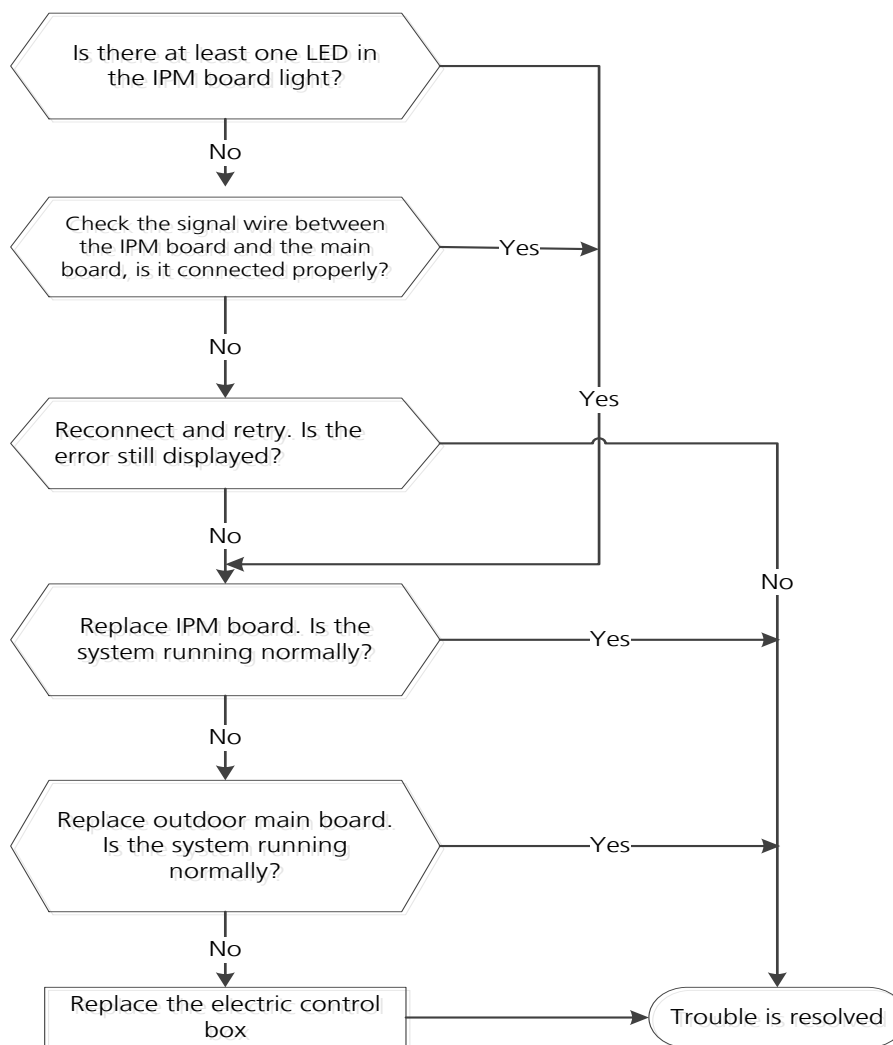 Is there at least one LED in
the IPM board light?
No
Check the signal wire between
the IPM board and the main
board, is it connected properly?
Yes
No
Yes
Reconnect and retry. Is the
error still displayed?
No
No
Replace IPM board. Is the
system running normally?
Yes
No
Replace outdoor main board.
Is the system running
normally?
Yes
No
Replace the electric control
box
Trouble is resolved